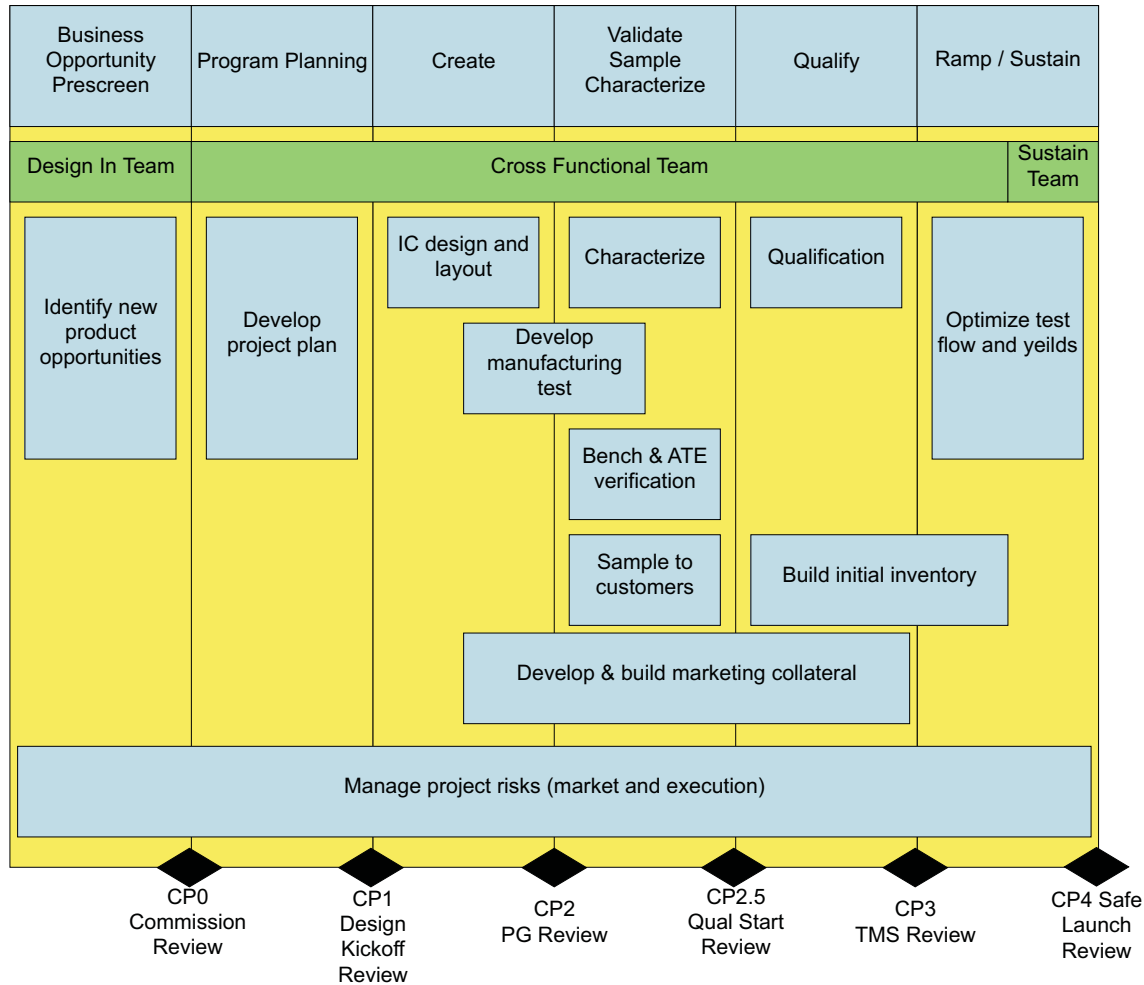 Business
Opportunity
Prescreen
Program Planning
Create
Validate
Sample
Characterize
Qualify
Ramp / Sustain
Design In Team
Cross Functional Team
Sustain
Team
Identify new
product
opportunities
Develop
project plan
IC design and
layout
Characterize
Qualification
Optimize test
flow and yeilds
Develop
manufacturing
test
Bench & ATE
verification
Sample to
customers
Build initial inventory
Develop & build marketing collateral
Manage project risks (market and execution)
CP0
Commission
Review
CP1
Design
Kickoff
Review
CP2
PG Review
CP2.5
Qual Start
Review
CP3
TMS Review
CP4 Safe
Launch
Review